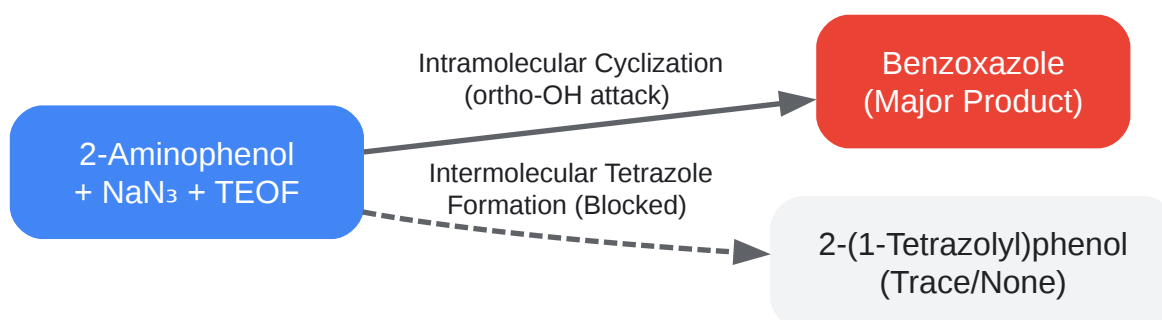 2-Aminophenol
+ NaN₃ + TEOF
Intramolecular Cyclization
(ortho-OH attack)
Benzoxazole
(Major Product)
Intermolecular Tetrazole
Formation (Blocked)
2-(1-Tetrazolyl)phenol
(Trace/None)